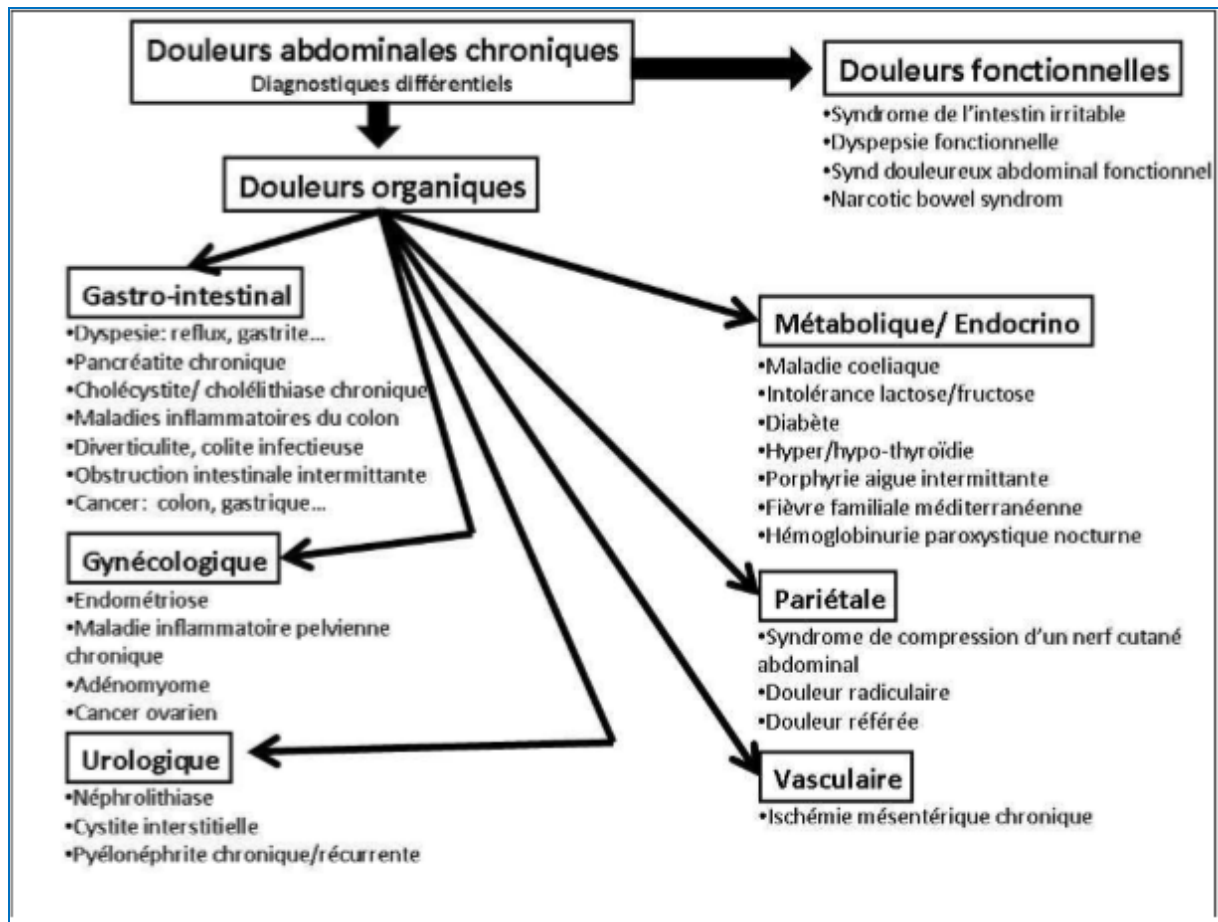 Douleurs abdominales chroniques
Diagnostiques différentiels
Douleurs fonctionnelles
•Syndrome de l'intestin irritable
•Dyspepsie fonctionnelle
•Synd douleureux abdominal fonctionnel
•Narcotic bowel syndrom
Douleurs organiques
Gastro-intestinal
•Dyspesie: reflux, gastrite...
•Pancréatite chronique
•Cholécystite/ cholélithiase chronique
•Maladies inflammatoires du colon
•Diverticulite, colite infectieuse
•Obstruction intestinale intermittante
•Cancer: colon, gastrique...
Gynécologique
•Endométriose
•Maladie inflammatoire pelvienne
chronique
•Adénomyome
•Cancer ovarien
Urologique
•Néphrolithiase
•Cystite interstitielle
•Pyélonéphrite chronique/récurrente
Métabolique/ Endocrino
•Maladie coeliaque
•Intolérance lactose/fructose
•Diabète
•Hyper/hypo-thyroïdie
•Porphyrie aigue intermittante
•Fièvre familiale méditerranéenne
•Hémoglobinurie paroxystique nocturne
Pariétale
•Syndrome de compression d'un nerf cutané
abdominal
•Douleur radiculaire
•Douleur référée
Vasculaire
•Ischémie mésentérique chronique